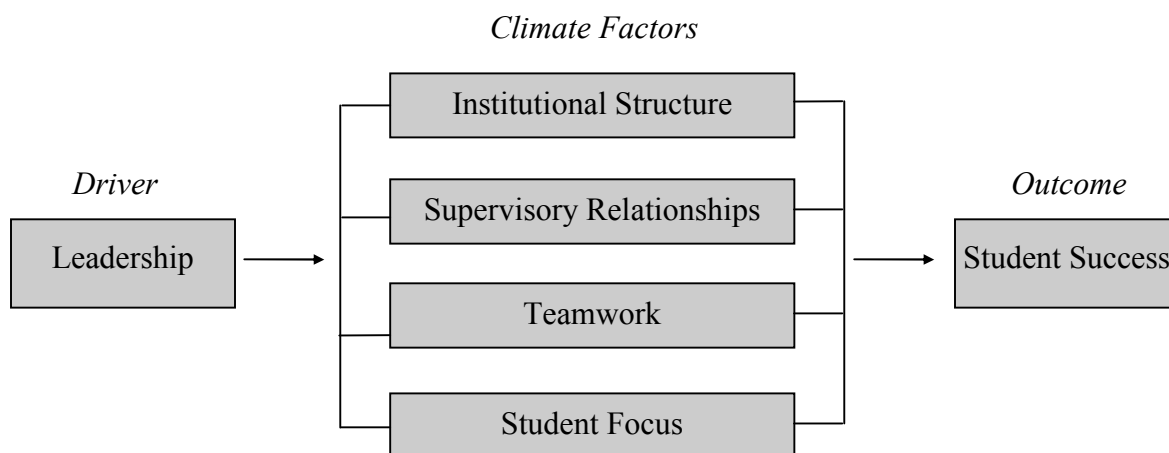 Climate Factors
Institutional Structure
Driver
Leadership
Supervisory Relationships
Teamwork
Student Focus
Outcome
Student Success